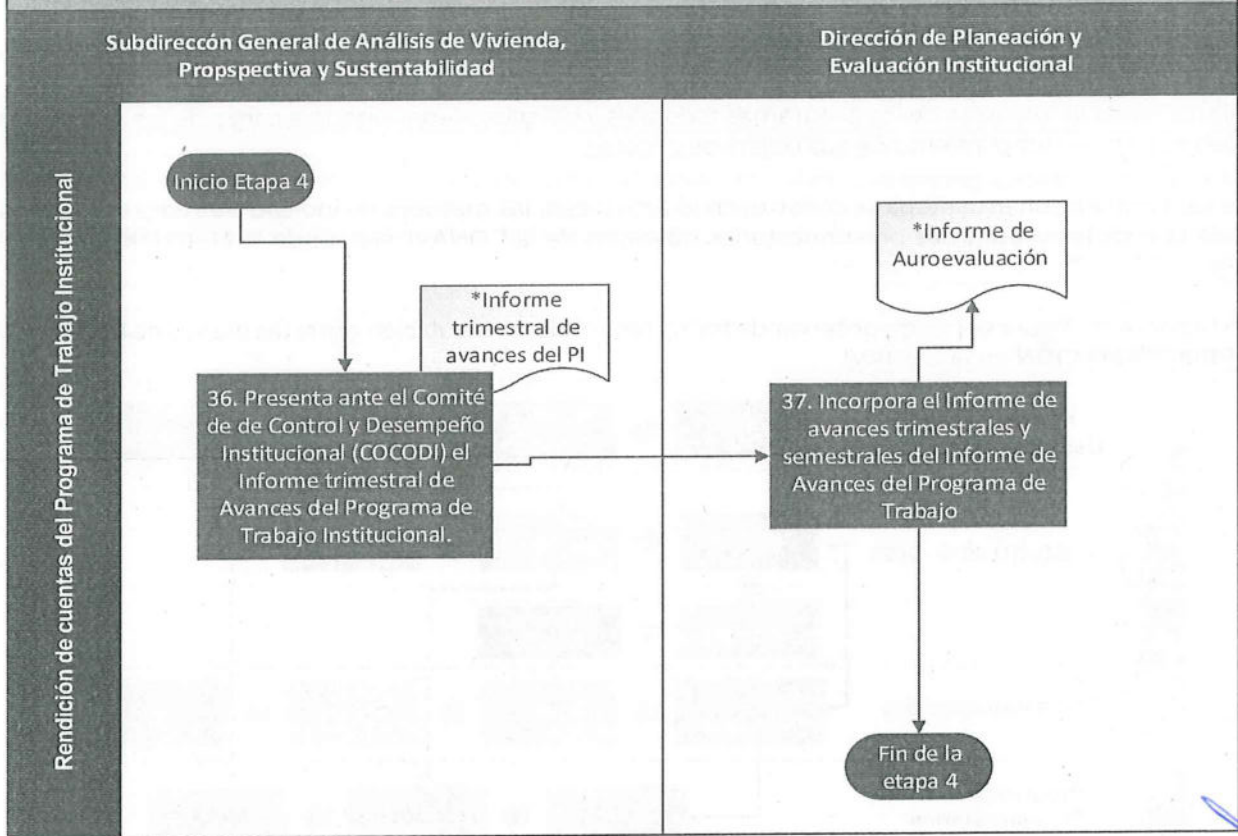 Subdireccón General de Análisis de Vivienda,
Propspectiva y Sustentabilidad
Dirección de Planeación y
Evaluación Institucional
Rendición de cuentas del Programa de Trabajo Institucional
Inicio Etapa 4
*Informe
trimestral de
avances del PI
36. Presenta ante el Comité
de de Control y Desempeño
Institucional (COCODI) el
Informe trimestral de
Avances del Programa de
Trabajo Institucional.
*Informe de
Auroevaluación
37. Incorpora el Informe de
avances trimestrales y
semestrales del Informe de
Avances del Programa de
Trabajo
Fin de la
etapa 4